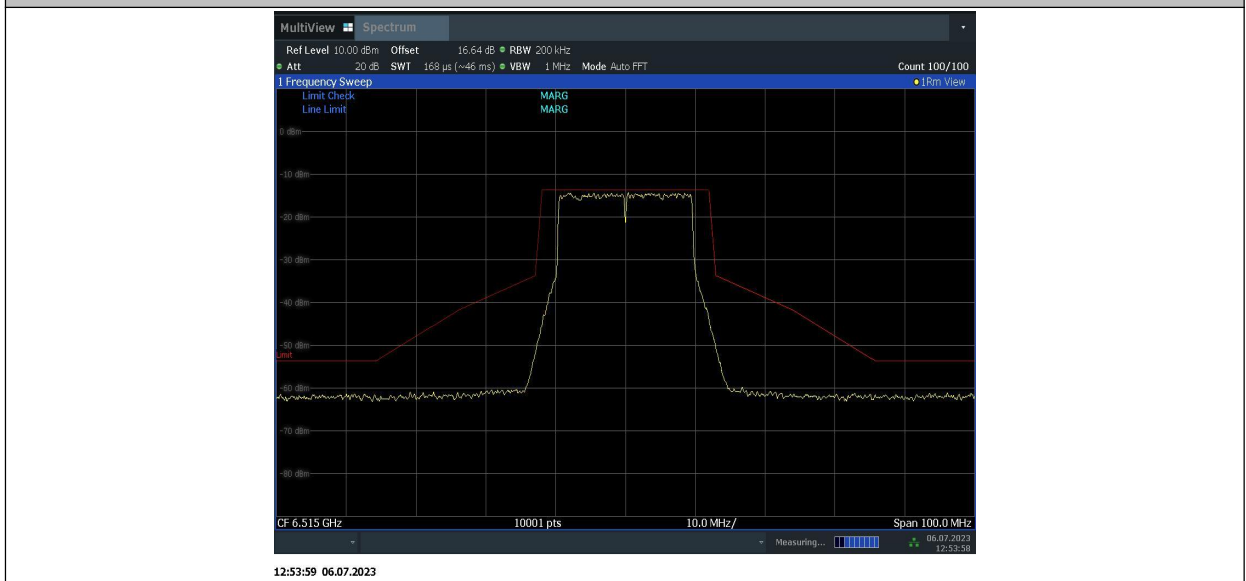 MultiView Spectrum
Ref Level 10.00 dBm Offset 16.64 dB RBW 200 kHz
Att 20 dB SWT 168 µs (~46 ms) VBW 1 MHz Mode Auto FFT Count 100/100
1 Frequency Sweep 1Rm View
Limit Check MARG
Line Limit MARG
0 dBm
-10 dBm
-20 dBm
-30 dBm
-40 dBm
-50 dBm
Limit
-60 dBm
-70 dBm
-80 dBm
CF 6.515 GHz 10001 pts 10.0 MHz/ Span 100.0 MHz
Measuring... 06.07.2023
12:53:58
12:53:59 06.07.2023